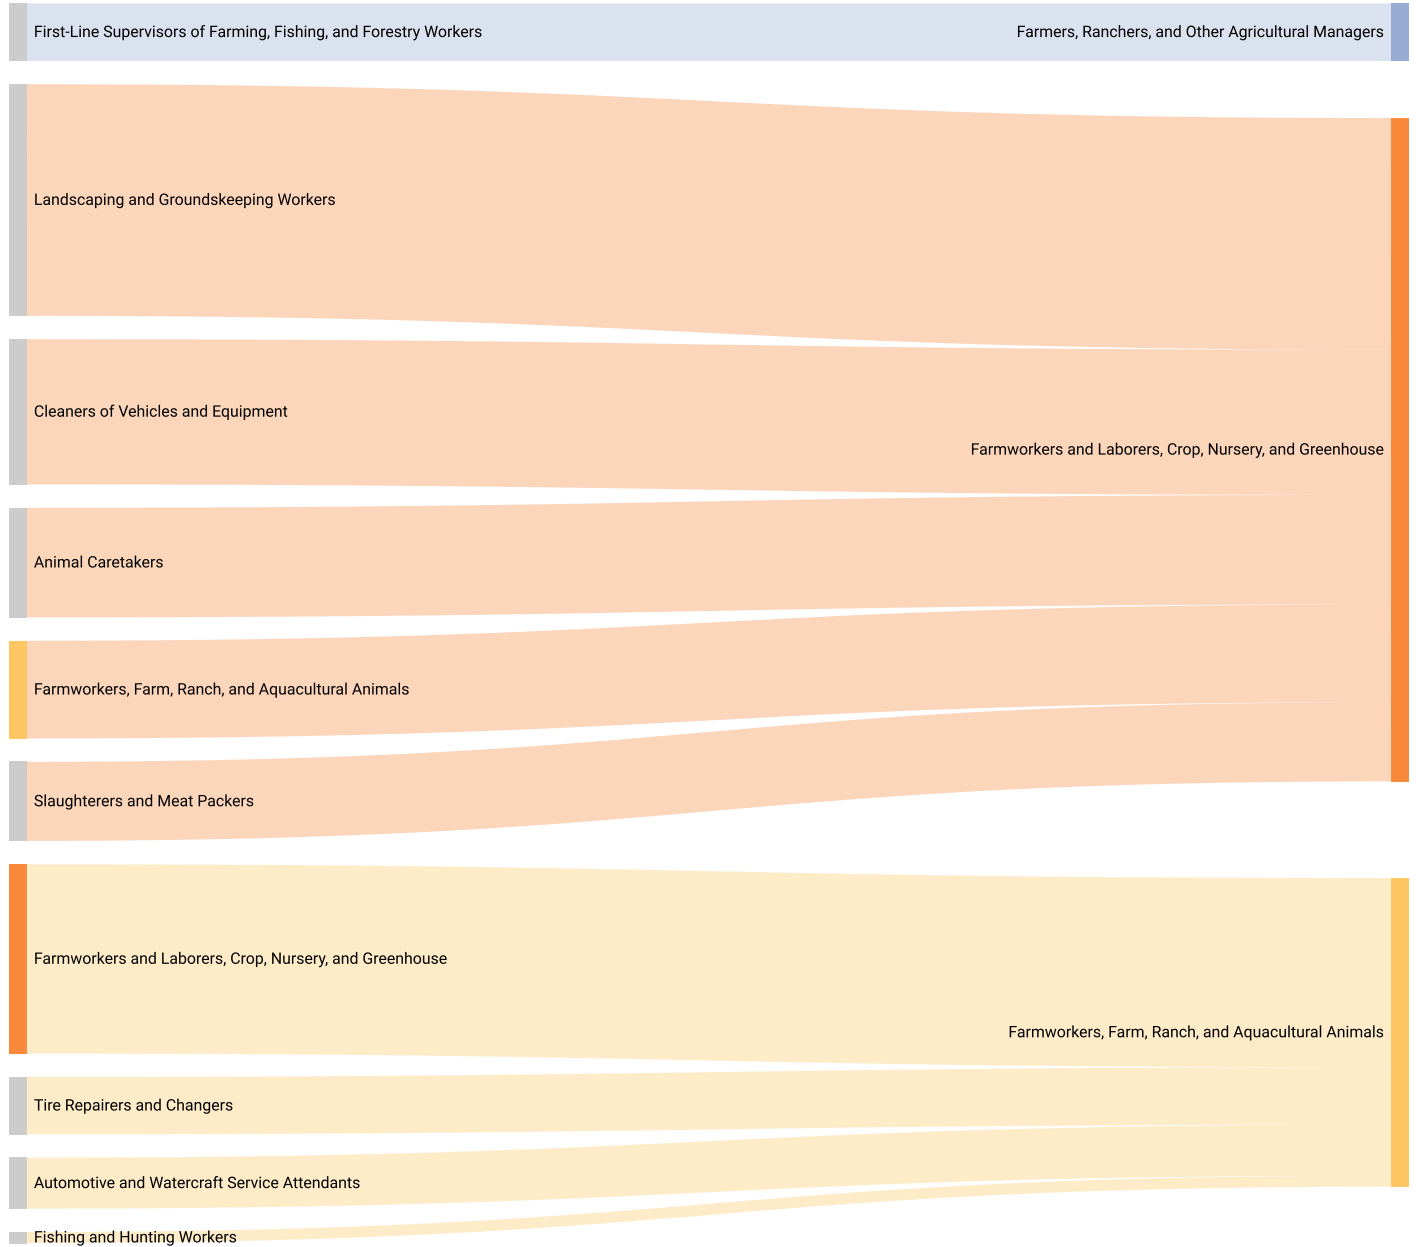 First-Line Supervisors of Farming, Fishing, and Forestry Workers
Farmers, Ranchers, and Other Agricultural Managers
Landscaping and Groundskeeping Workers
Cleaners of Vehicles and Equipment
Farmworkers and Laborers, Crop, Nursery, and Greenhouse
Animal Caretakers
Farmworkers, Farm, Ranch, and Aquacultural Animals
Slaughterers and Meat Packers
Farmworkers and Laborers, Crop, Nursery, and Greenhouse
Farmworkers, Farm, Ranch, and Aquacultural Animals
Tire Repairers and Changers
Automotive and Watercraft Service Attendants
Fishing and Hunting Workers